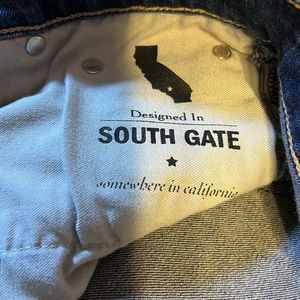 Designed In
SOUTH GATE
somewhere in california